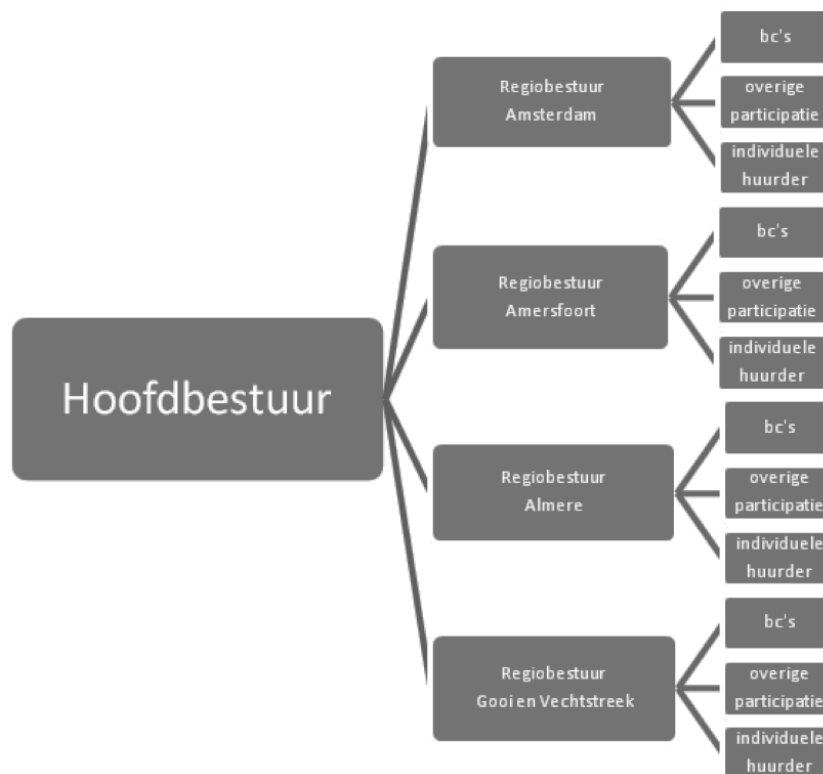 Hoofdbestuur
Regiobestuur
Amsterdam
bc's
overige
participatie
individuele
huurder
Regiobestuur
Amersfoort
bc's
overige
participatie
individuele
huurder
Regiobestuur
Almere
bc's
overige
participatie
individuele
huurder
Regiobestuur
Gooi en Vechtstreek
bc's
overige
participatie
individuele
huurder